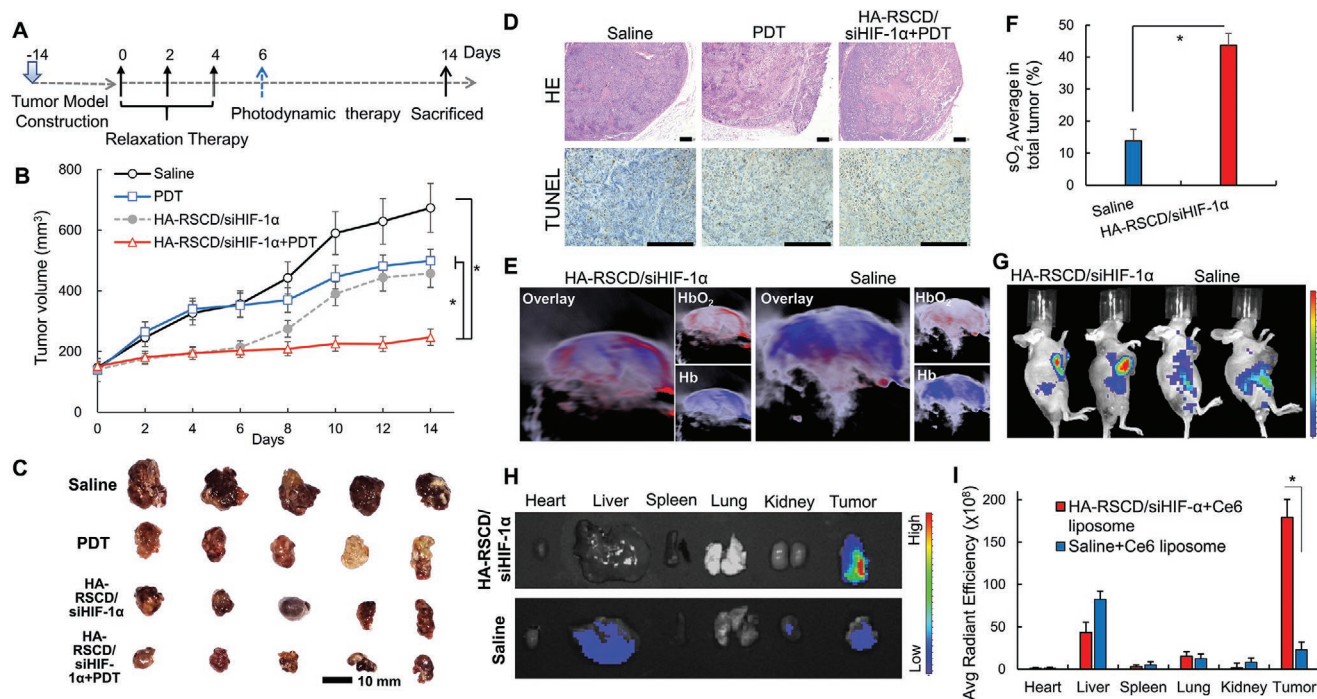 A
-14 0 2 4 6 14 Days
Tumor Model
Construction
Relaxation Therapy
Photodynamic therapy
Sacrificed
B
800
600
400
200
0
Tumor volume (mm³)
Saline
PDT
HA-RSCD/siHIF-1α
HA-RSCD/siHIF-1α+PDT
*
*
0 2 4 6 8 10 12 14
Days
C
Saline
PDT
HA-
RSCD/
siHIF-1α
HA-
RSCD/
siHIF-
1α+PDT
10 mm
D
Saline
PDT
HA-RSCD/
siHIF-1α+PDT
HE
TUNEL
E
HA-RSCD/siHIF-1α
Saline
Overlay
HbO₂
Hb
Overlay
HbO₂
Hb
F
50
40
30
20
10
0
sO₂ Average in
total tumor (%)
*
Saline
HA-RSCD/siHIF-1α
G
HA-RSCD/siHIF-1α
Saline
H
Heart Liver Spleen Lung Kidney Tumor
HA-RSCD/
siHIF-1α
Saline
High
Low
I
200
150
100
50
0
Avg Radiant Efficiency (χ10⁸)
HA-RSCD/siHIF-α+Ce6
liposome
Saline+Ce6 liposome
*
Heart Liver Spleen Lung Kidney Tumor